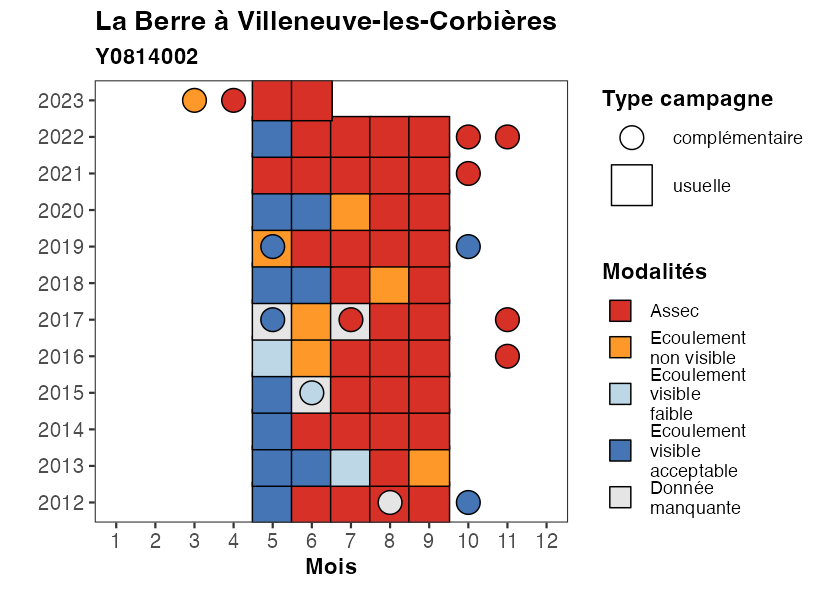 La Berre à Villeneuve-les-Corbières
Y0814002
2023
2022
2021
2020
2019
2018
2017
2016
2015
2014
2013
2012
1 2 3 4 5 6 7 8 9 10 11 12
Mois
Type campagne
complémentaire
usuelle
Modalités
Assec
Ecoulement
non visible
Ecoulement
visible
faible
Ecoulement
visible
acceptable
Donnée
manquante